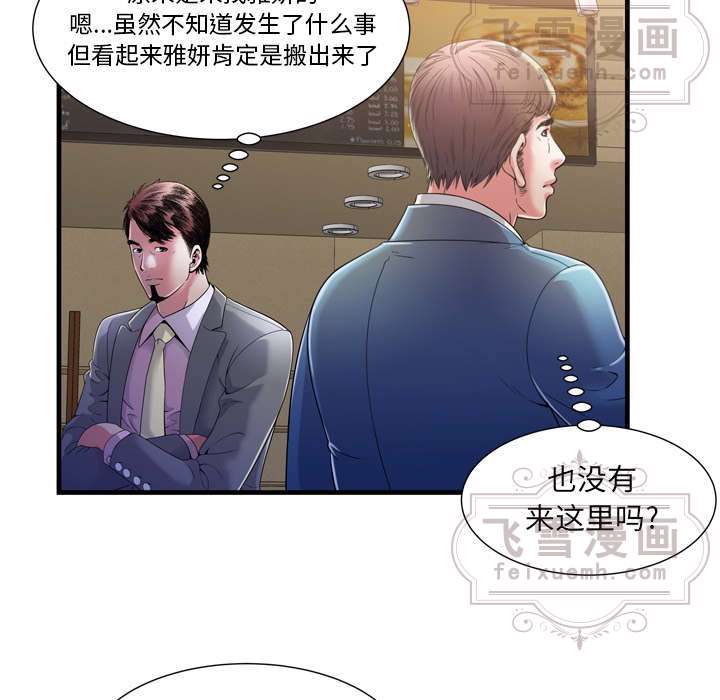 嗯…虽然不知道发生了什么事
但看起来雅妍肯定是搬出来了
飞雪漫画
feixuemh.com
也没有
来这里吗?
飞雪漫画
feixuemh.com